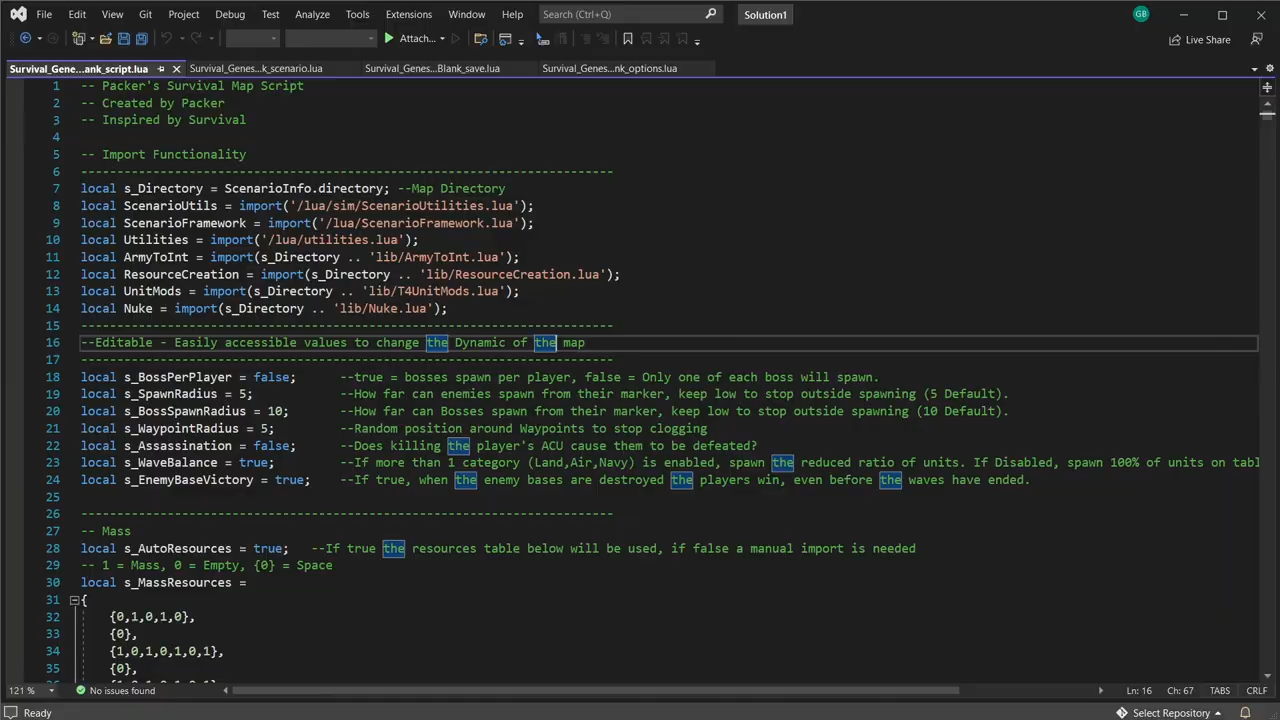 File Edit View Git Project Debug Test Analyze Tools Extensions Window Help Search (Ctrl+Q) Solution1 GB
Attach... Live Share
Survival_Gene...ank_script.lua Survival_Genes...k_scenario.lua Survival_Genes...Blank_save.lua Survival_Genes...nk_options.lua
1 -- Packer's Survival Map Script
2 -- Created by Packer
3 -- Inspired by Survival
4
5 -- Import Functionality
6 --------------------------------------------------------------------------
7 local s_Directory = ScenarioInfo.directory; --Map Directory
8 local ScenarioUtils = import('/lua/sim/ScenarioUtilities.lua');
9 local ScenarioFramework = import('/lua/ScenarioFramework.lua');
10 local Utilities = import('/lua/utilities.lua');
11 local ArmyToInt = import(s_Directory .. 'lib/ArmyToInt.lua');
12 local ResourceCreation = import(s_Directory .. 'lib/ResourceCreation.lua');
13 local UnitMods = import(s_Directory .. 'lib/T4UnitMods.lua');
14 local Nuke = import(s_Directory .. 'lib/Nuke.lua');
15 --------------------------------------------------------------------------
16 --Editable - Easily accessible values to change the Dynamic of the map
17 --------------------------------------------------------------------------
18 local s_BossPerPlayer = false; --true = bosses spawn per player, false = Only one of each boss will spawn.
19 local s_SpawnRadius = 5; --How far can enemies spawn from their marker, keep low to stop outside spawning (5 Default).
20 local s_BossSpawnRadius = 10; --How far can Bosses spawn from their marker, keep low to stop outside spawning (10 Default).
21 local s_WaypointRadius = 5; --Random position around Waypoints to stop clogging
22 local s_Assassination = false; --Does killing the player's ACU cause them to be defeated?
23 local s_WaveBalance = true; --If more than 1 category (Land,Air,Navy) is enabled, spawn the reduced ratio of units. If Disabled, spawn 100% of units on tabl
24 local s_EnemyBaseVictory = true; --If true, when the enemy bases are destroyed the players win, even before the waves have ended.
25
26 --------------------------------------------------------------------------
27 -- Mass
28 local s_AutoResources = true; --If true the resources table below will be used, if false a manual import is needed
29 -- 1 = Mass, 0 = Empty, {0} = Space
30 local s_MassResources =
31 {
32 {0,1,0,1,0},
33 {0},
34 {1,0,1,0,1,0,1},
35 {0},
121 % No issues found Ln: 16 Ch: 67 TABS CRLF
Ready Select Repository